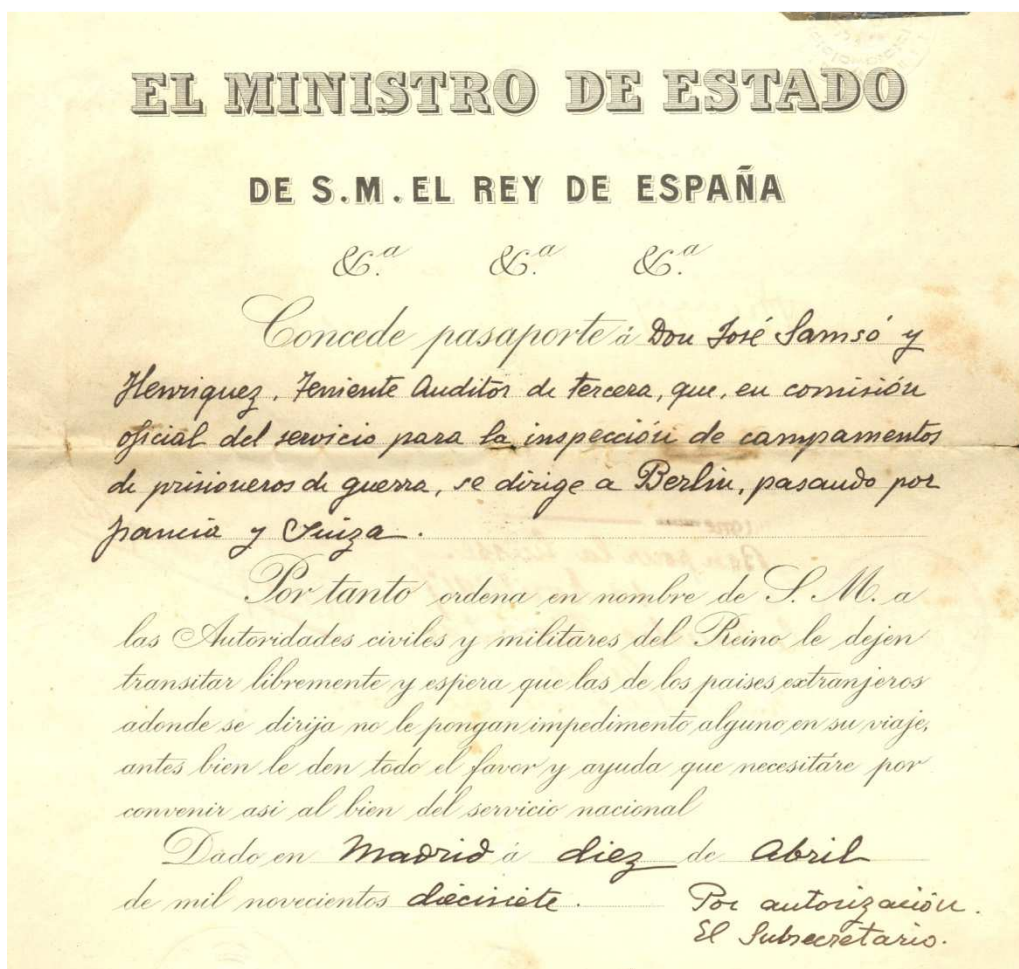 EL MINISTRO DE ESTADO
DE S.M. EL REY DE ESPAÑA
&.ª &.ª &.ª
Concede pasaporte á Don José Samsó y
Henriquez, Teniente Auditor de tercera, que, en comisión
oficial del servicio para la inspección de campamentos
de prisioneros de guerra, se dirige a Berlin, pasando por
Francia y Suiza.
Por tanto ordena en nombre de S. M. a
las Autoridades civiles y militares del Reino le dejen
transitar libremente y espera que las de los paises extranjeros
adonde se dirija no le pongan impedimento alguno en su viaje,
antes bien le den todo el favor y ayuda que necesitáre por
convenir asi al bien del servicio nacional
Dado en Madrid á diez de Abril
de mil novecientos diecisiete.
Por autorización.
El Subsecretario.